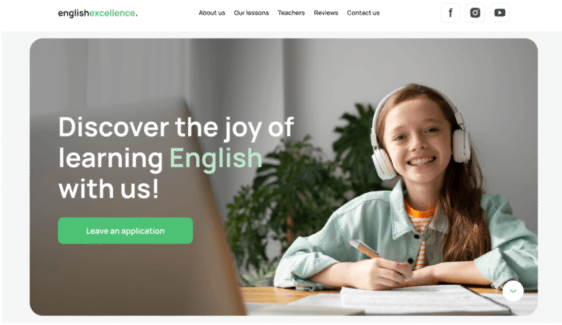 englishexcellence.
About us Our lessons Teachers Reviews Contact us
Discover the joy of
learning English
with us!
Leave an application